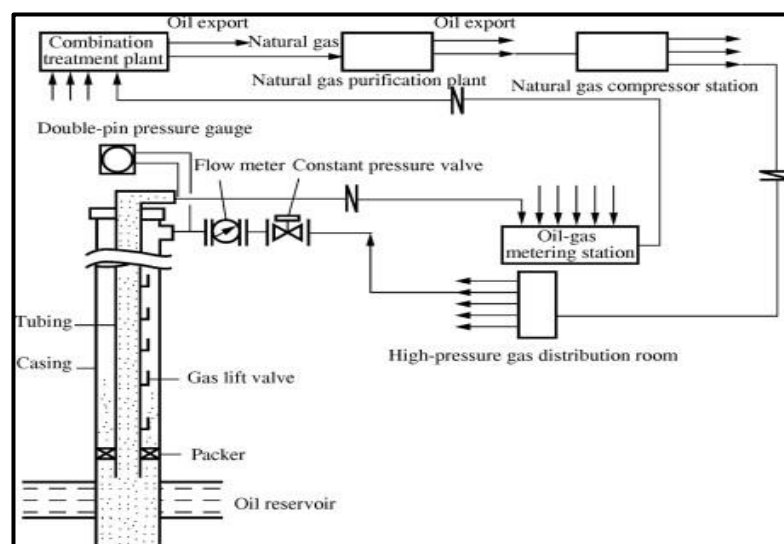 Oil export
Oil export
Combination
treatment plant
Natural gas
Natural gas purification plant
Natural gas compressor station
Double-pin pressure gauge
Flow meter
Constant pressure valve
Oil-gas
metering station
Tubing
Casing
High-pressure gas distribution room
Gas lift valve
Packer
Oil reservoir